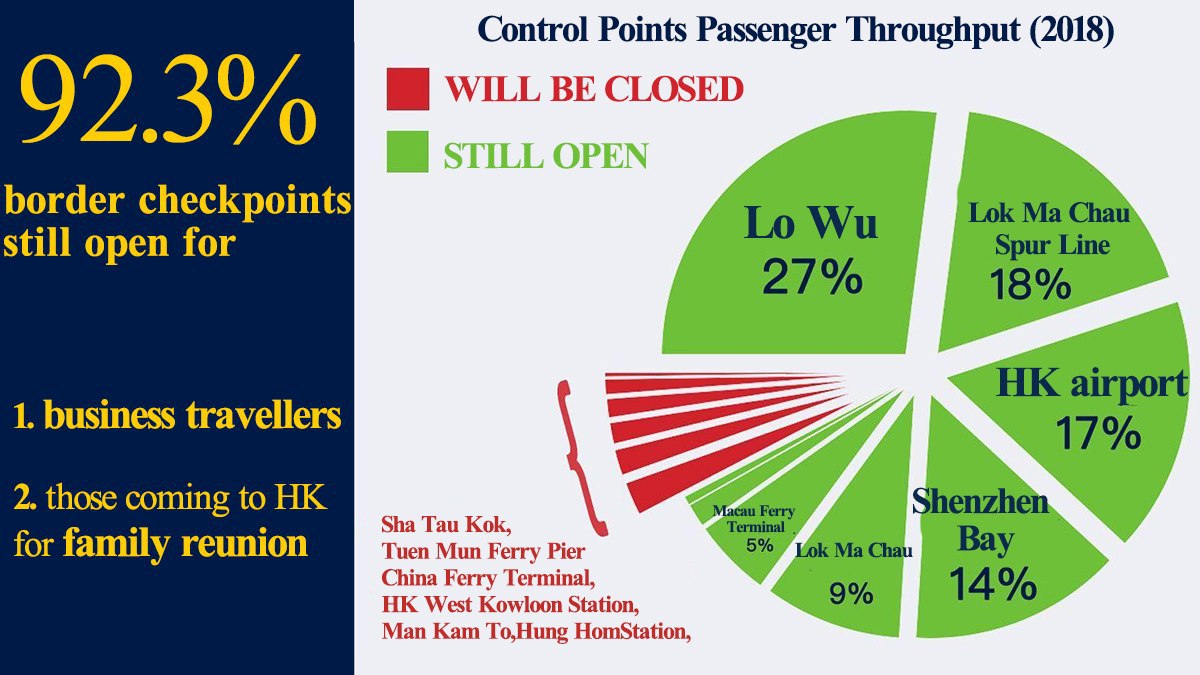 92.3%
border checkpoints
still open for
1. business travellers
2. those coming to HK
for family reunion
Control Points Passenger Throughput (2018)
WILL BE CLOSED
STILL OPEN
Lo Wu
27%
Lok Ma Chau
Spur Line
18%
HK airport
17%
Shenzhen
Bay
14%
Lok Ma Chau
9%
Macau Ferry
Terminal
5%
Sha Tau Kok,
Tuen Mun Ferry Pier
China Ferry Terminal,
HK West Kowloon Station,
Man Kam To,Hung HomStation,